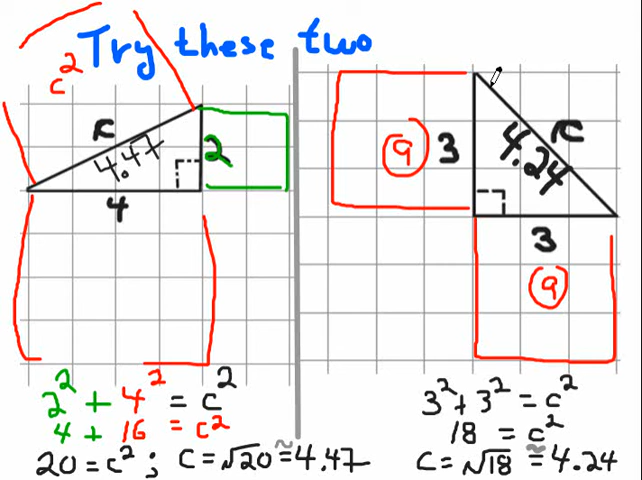 Try these two
c²
c
4.47
2
4
2² + 4² = c²
4 + 16 = c²
20 = c² ; c = √20 ≅ 4.47
9
3
c
4.24
3
9
3² + 3² = c²
18 = c²
c = √18 ≅ 4.24